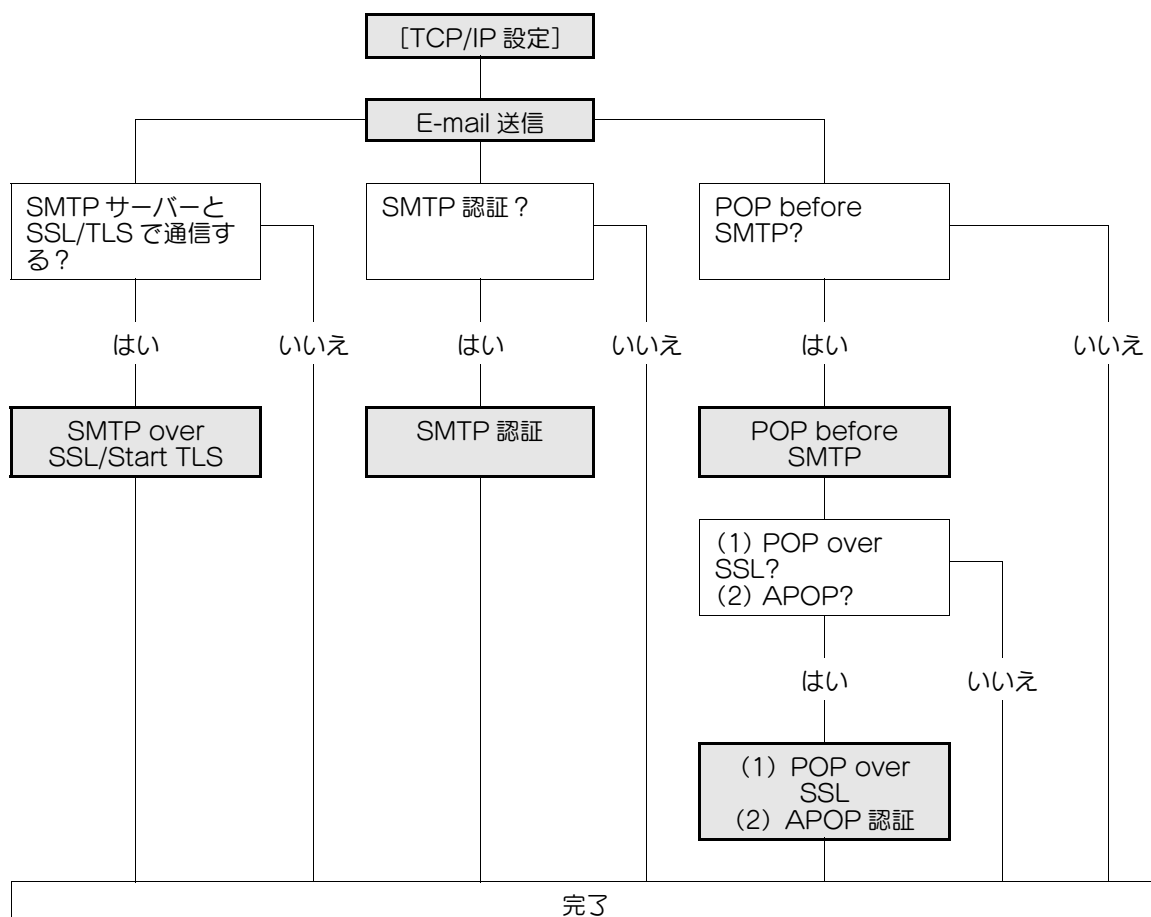 [TCP/IP 設定]
E-mail 送信
SMTP サーバーと
SSL/TLS で通信す
る？
SMTP 認証？
POP before
SMTP?
はい
いいえ
はい
いいえ
はい
いいえ
SMTP over
SSL/Start TLS
SMTP 認証
POP before
SMTP
（1）POP over
SSL?
（2）APOP?
はい
いいえ
（1）POP over
SSL
（2）APOP 認証
完了